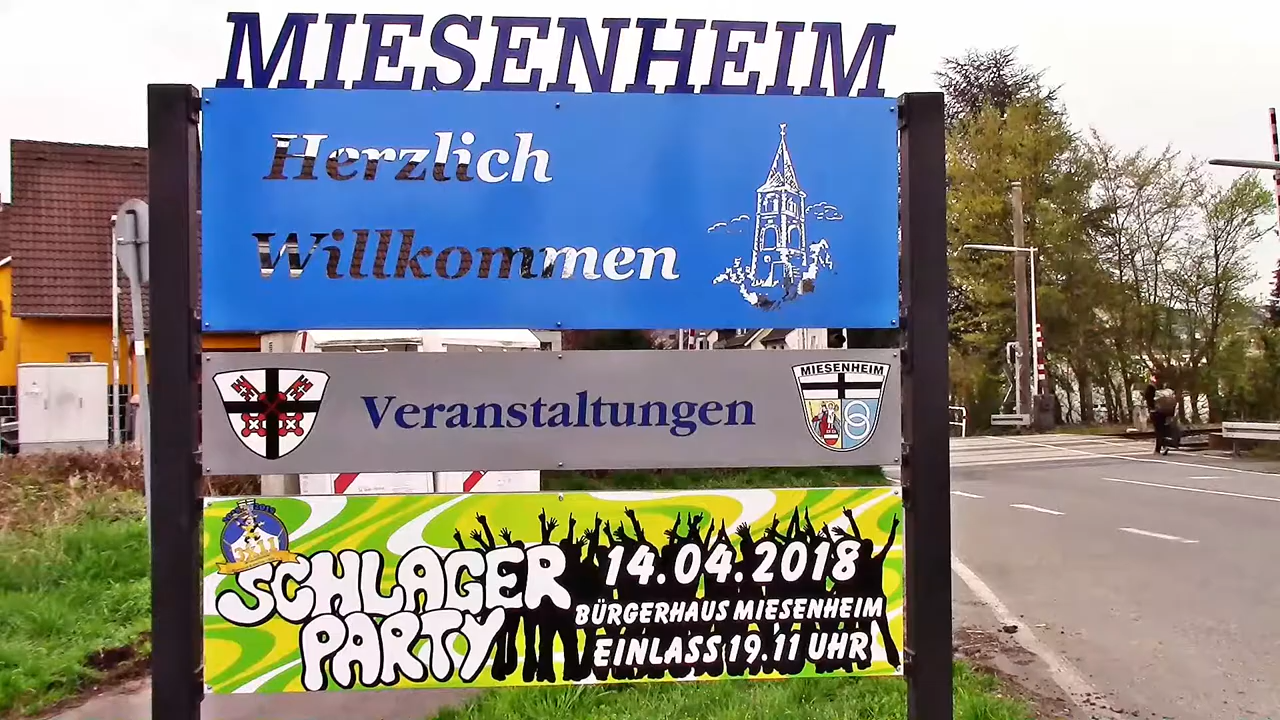 MIESENHEIM
Herzlich
Willkommen
Veranstaltungen
MIESENHEIM
SCHLAGER
PARTY
14.04.2018
BÜRGERHAUS MIESENHEIM
EINLASS 19.11 UHR